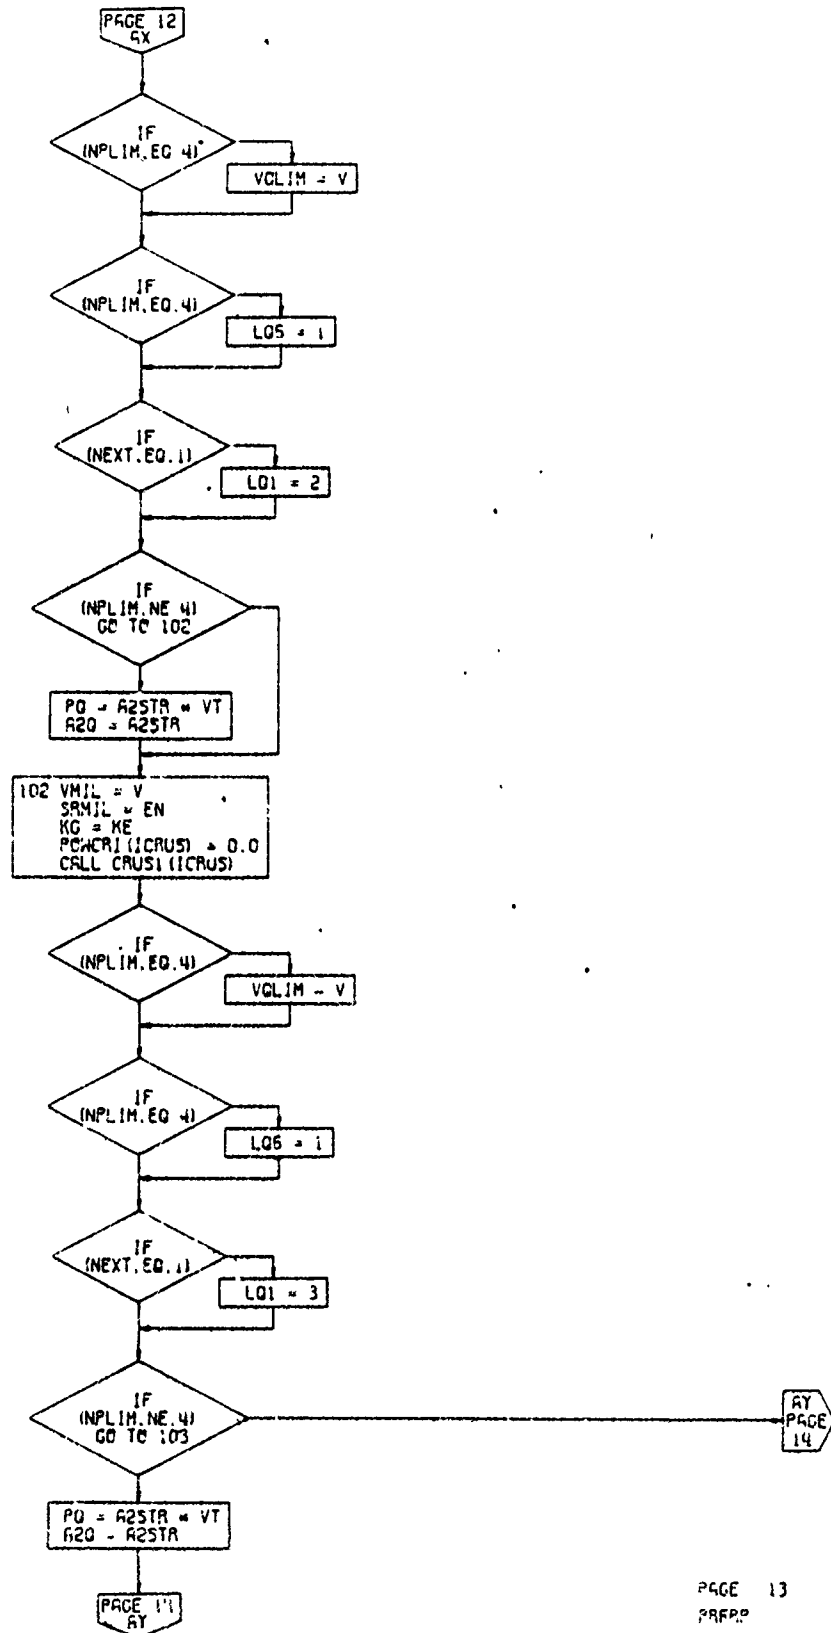 PAGE 12
AX
IF
(NPLIM.EQ 4)
VQLIM = V
IF
(NPLIM.EQ.4)
LQ5 = 1
IF
(NEXT.EQ.1)
LQ1 = 2
IF
(NPLIM.NE 4)
GO TO 102
PQ = A2STR * VT
A2Q = A2STR
102 VMIL = V
SRMIL = EN
KG = KE
POWCR1(ICRUS) = 0.0
CALL CRUS1(ICRUS)
IF
(NPLIM.EQ.4)
VQLIM = V
IF
(NPLIM.EQ 4)
LQ6 = 1
IF
(NEXT.EQ.1)
LQ1 = 3
IF
(NPLIM.NE.4)
GO TO 103
AY
PAGE
14
PQ = A2STR * VT
A2Q = A2STR
PAGE 14
AY
PAGE 13